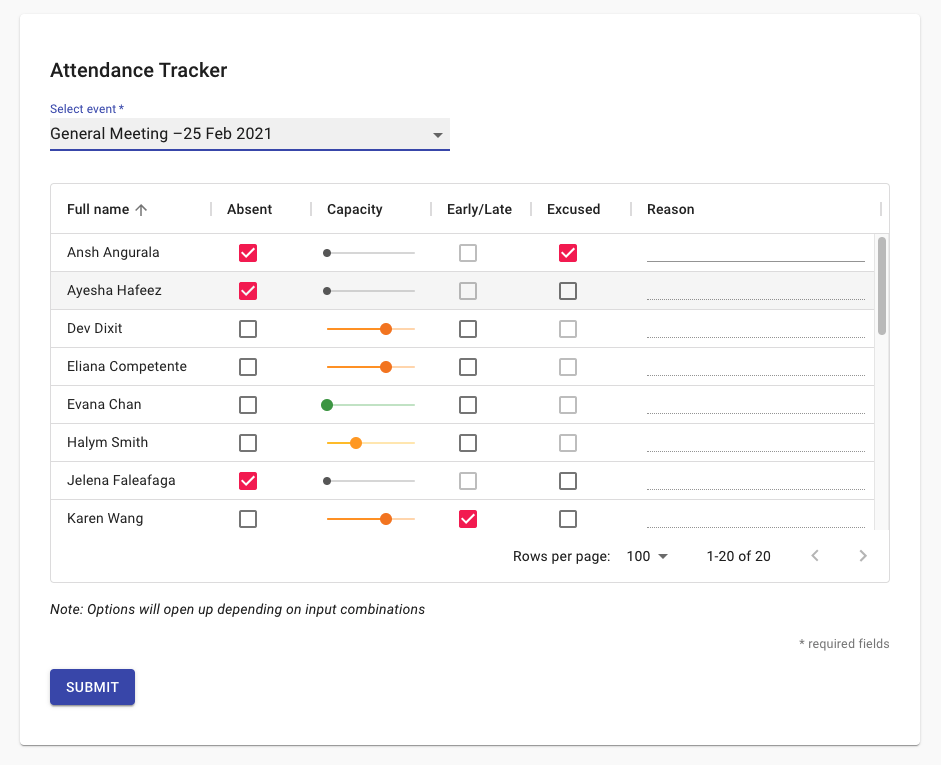 Attendance Tracker
Select event *
General Meeting –25 Feb 2021
Full name Absent Capacity Early/Late Excused Reason
Ansh Angurala
Ayesha Hafeez
Dev Dixit
Eliana Competente
Evana Chan
Halym Smith
Jelena Faleafaga
Karen Wang
Rows per page: 100 1-20 of 20
Note: Options will open up depending on input combinations
* required fields
SUBMIT